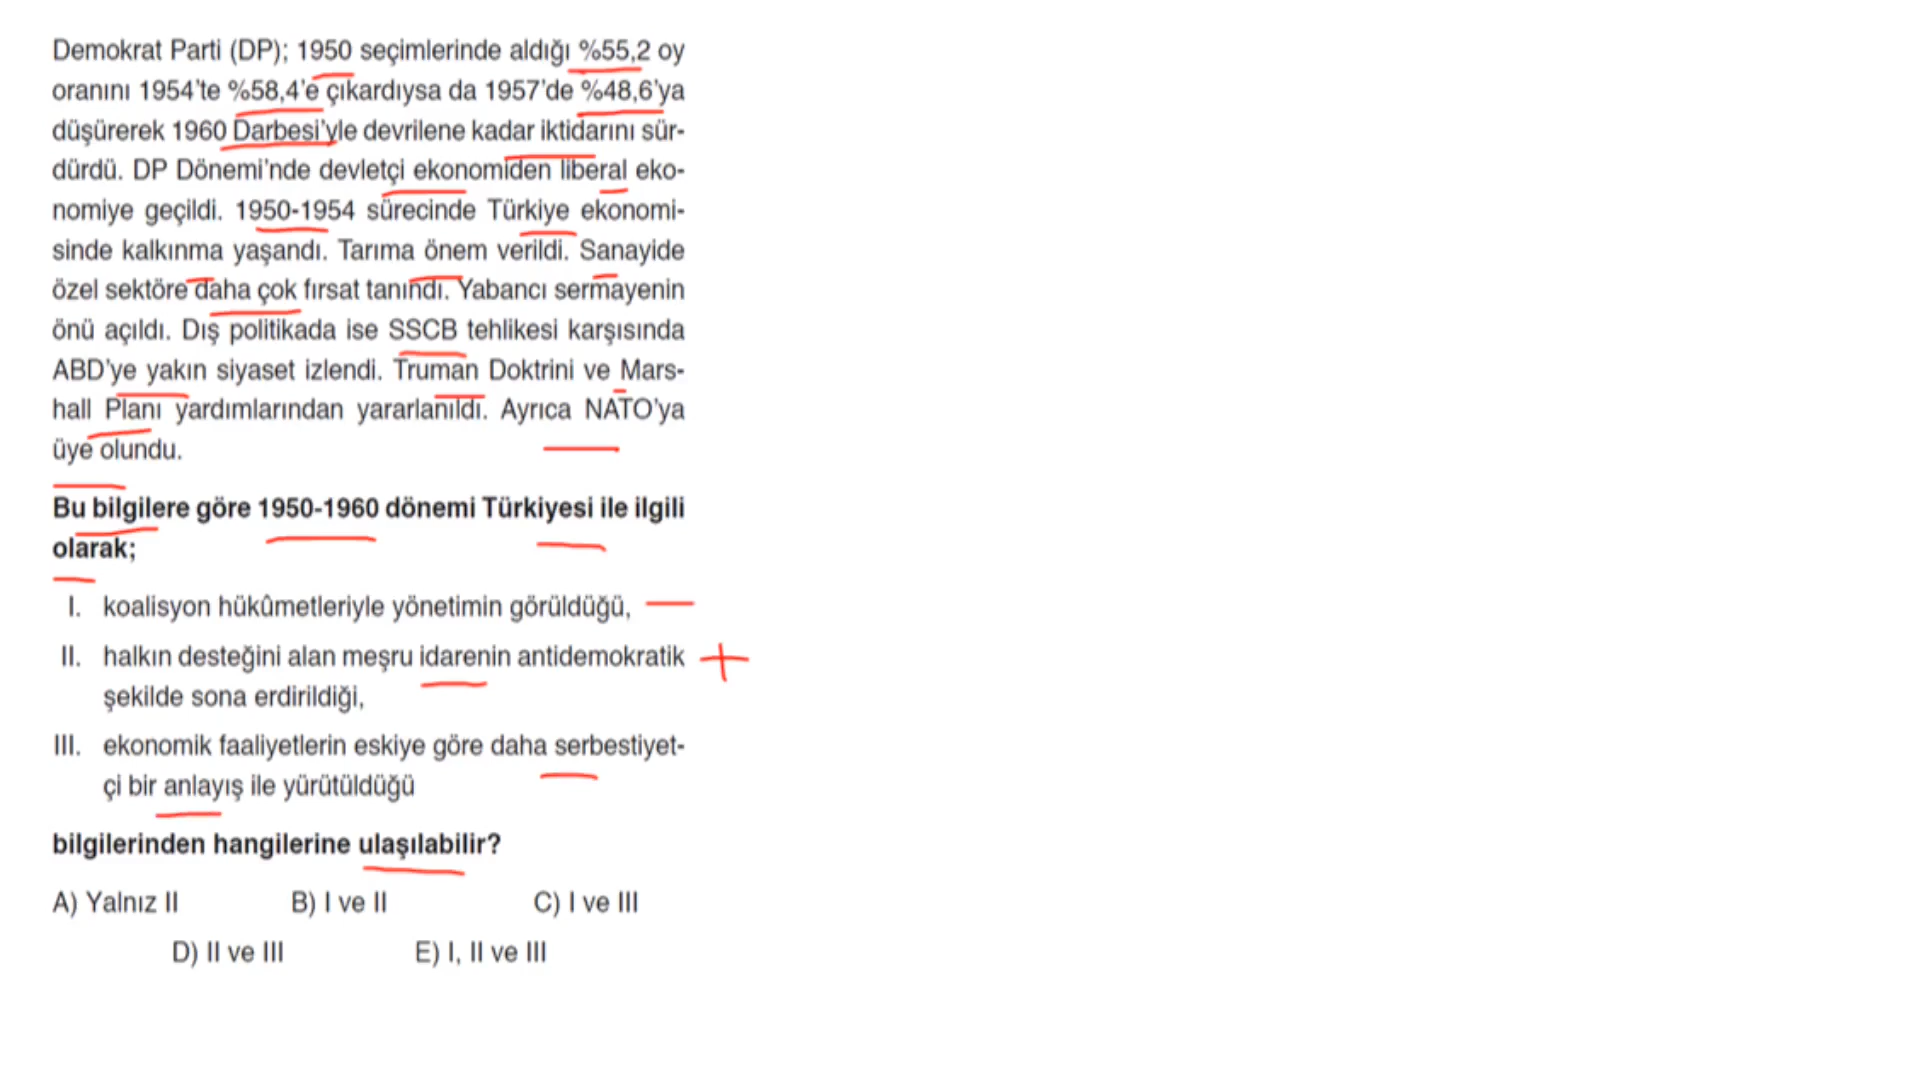 Demokrat Parti (DP); 1950 seçimlerinde aldığı %55,2 oy
oranını 1954'te %58,4'e çıkardıysa da 1957'de %48,6'ya
düşürerek 1960 Darbesi'yle devrilene kadar iktidarını sür-
dürdü. DP Dönemi'nde devletçi ekonomiden liberal eko-
nomiye geçildi. 1950-1954 sürecinde Türkiye ekonomi-
sinde kalkınma yaşandı. Tarıma önem verildi. Sanayide
özel sektöre daha çok fırsat tanındı. Yabancı sermayenin
önü açıldı. Dış politikada ise SSCB tehlikesi karşısında
ABD'ye yakın siyaset izlendi. Truman Doktrini ve Mars-
hall Planı yardımlarından yararlanıldı. Ayrıca NATO'ya
üye olundu.
Bu bilgilere göre 1950-1960 dönemi Türkiyesi ile ilgili
olarak;
I. koalisyon hükûmetleriyle yönetimin görüldüğü, —
II. halkın desteğini alan meşru idarenin antidemokratik +
şekilde sona erdirildiği,
III. ekonomik faaliyetlerin eskiye göre daha serbestiyet-
çi bir anlayış ile yürütüldüğü
bilgilerinden hangilerine ulaşılabilir?
A) Yalnız II B) I ve II C) I ve III
D) II ve III E) I, II ve III